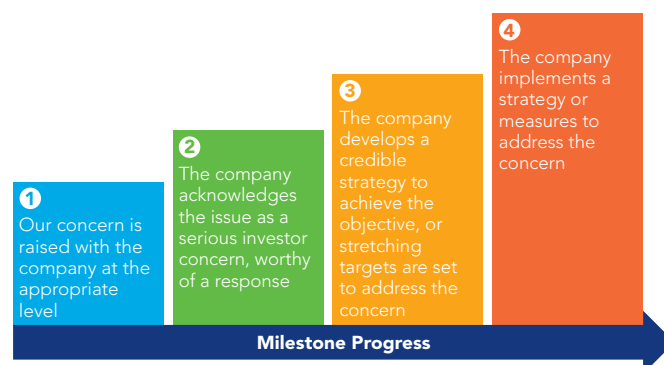 1
Our concern is
raised with the
company at the
appropriate
level
2
The company
acknowledges
the issue as a
serious investor
concern, worthy
of a response
3
The company
develops a
credible
strategy to
achieve the
objective, or
stretching
targets are set
to address the
concern
4
The company
implements a
strategy or
measures to
address the
concern
Milestone Progress